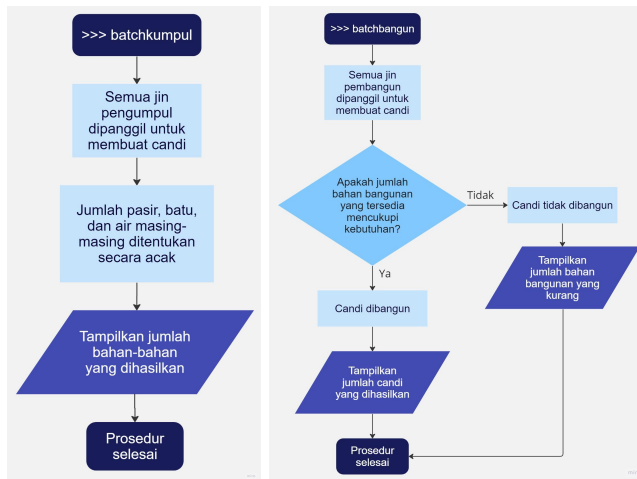 >>> batchkumpul
Semua jin
pengumpul
dipanggil untuk
membuat candi
Jumlah pasir, batu,
dan air masing-
masing ditentukan
secara acak
Tampilkan jumlah
bahan-bahan
yang dihasilkan
Prosedur
selesai
>>> batchbangun
Semua jin
pembangun
dipanggil untuk
membuat candi
Apakah jumlah
bahan bangunan
yang tersedia
mencukupi
kebutuhan?
Tidak
Candi tidak dibangun
Tampilkan
jumlah bahan
bangunan yang
kurang
Ya
Candi dibangun
Tampilkan
jumlah candi
yang dihasilkan
Prosedur
selesai